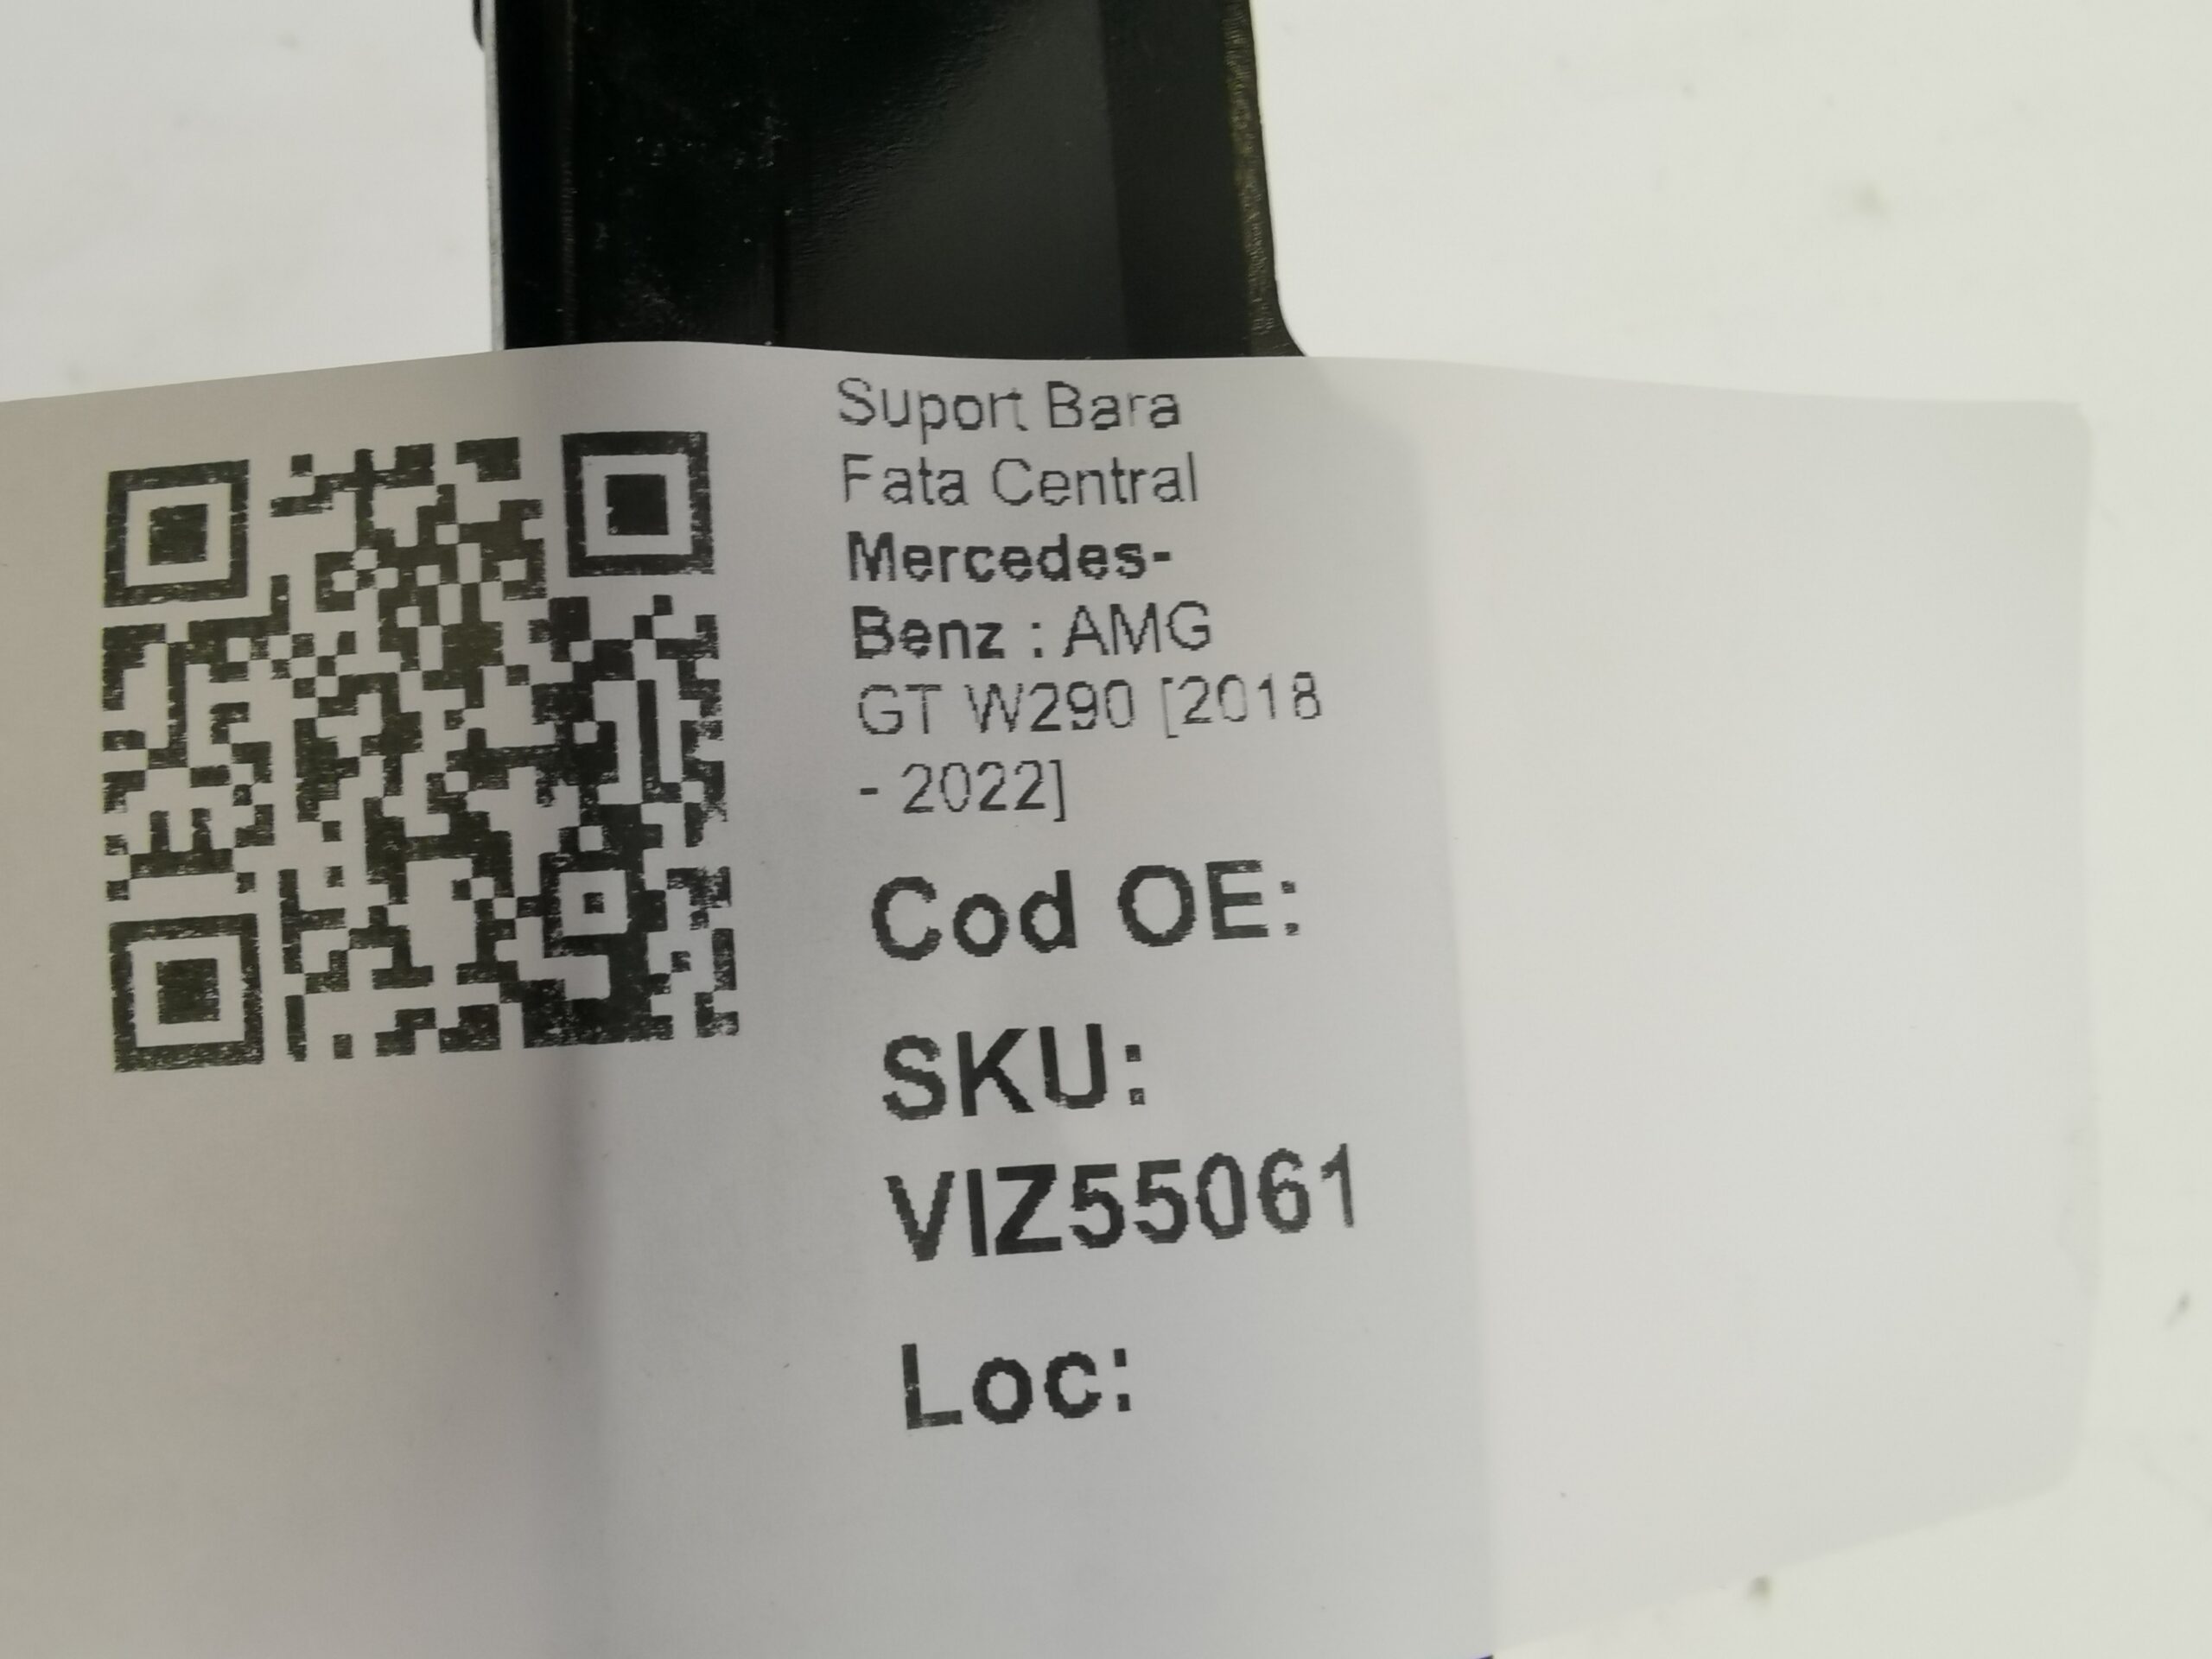 Suport Bara
Fata Central
Mercedes-
Benz : AMG
GT W290 [2018
- 2022]
Cod OE:
SKU:
VIZ55061
Loc: